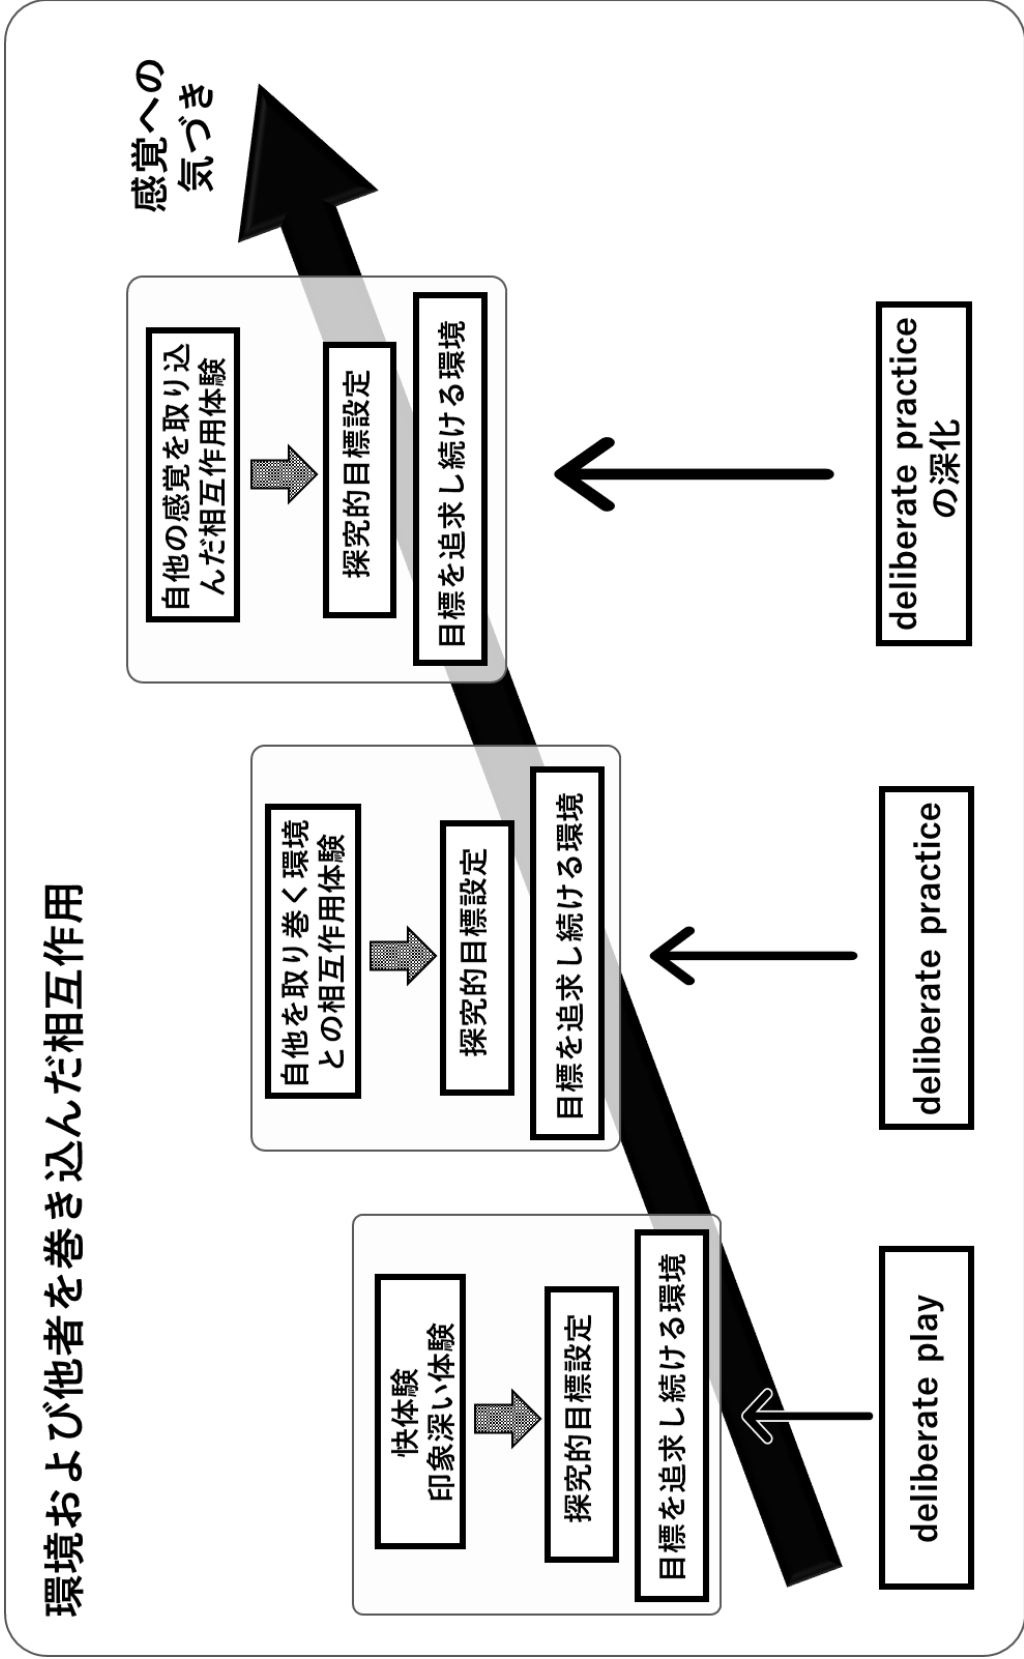 環境および他者を巻き込んだ相互作用
感覚への
気づき
快体験
印象深い体験
探究的目標設定
目標を追求し続ける環境
deliberate play
自他を取り巻く環境
との相互作用体験
探究的目標設定
目標を追求し続ける環境
deliberate practice
自他の感覚を取り込
んだ相互作用体験
探究的目標設定
目標を追求し続ける環境
deliberate practice
の深化